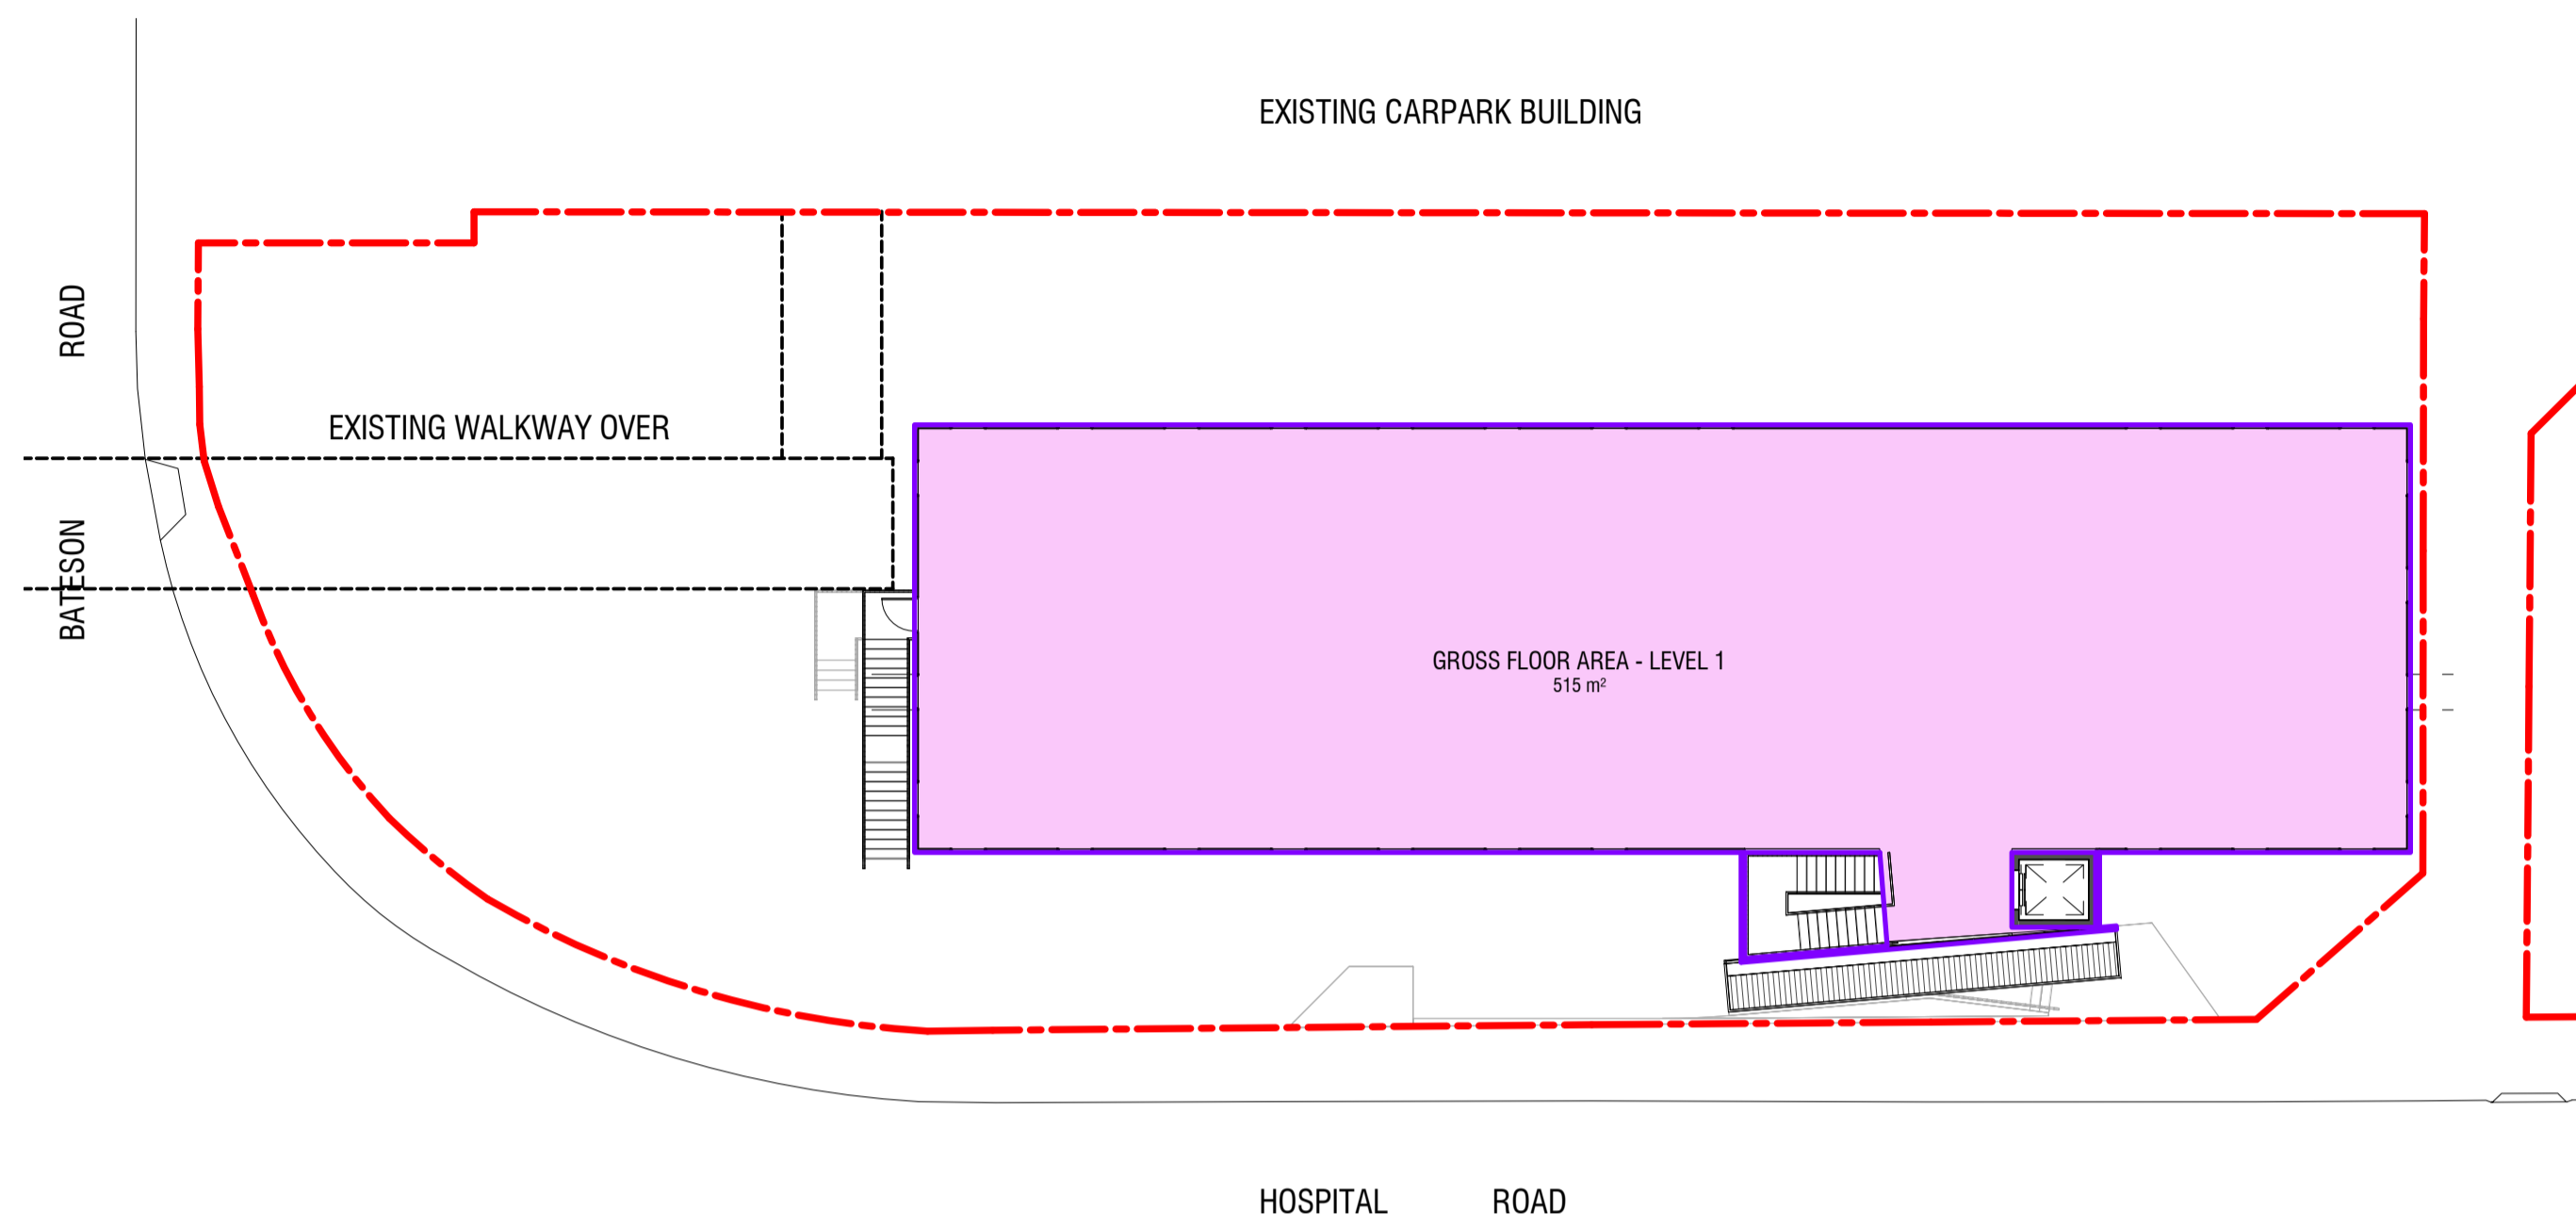 EXISTING CARPARK BUILDING
ROAD
EXISTING WALKWAY OVER
BATESON
GROSS FLOOR AREA - LEVEL 1
515 m²
HOSPITAL ROAD